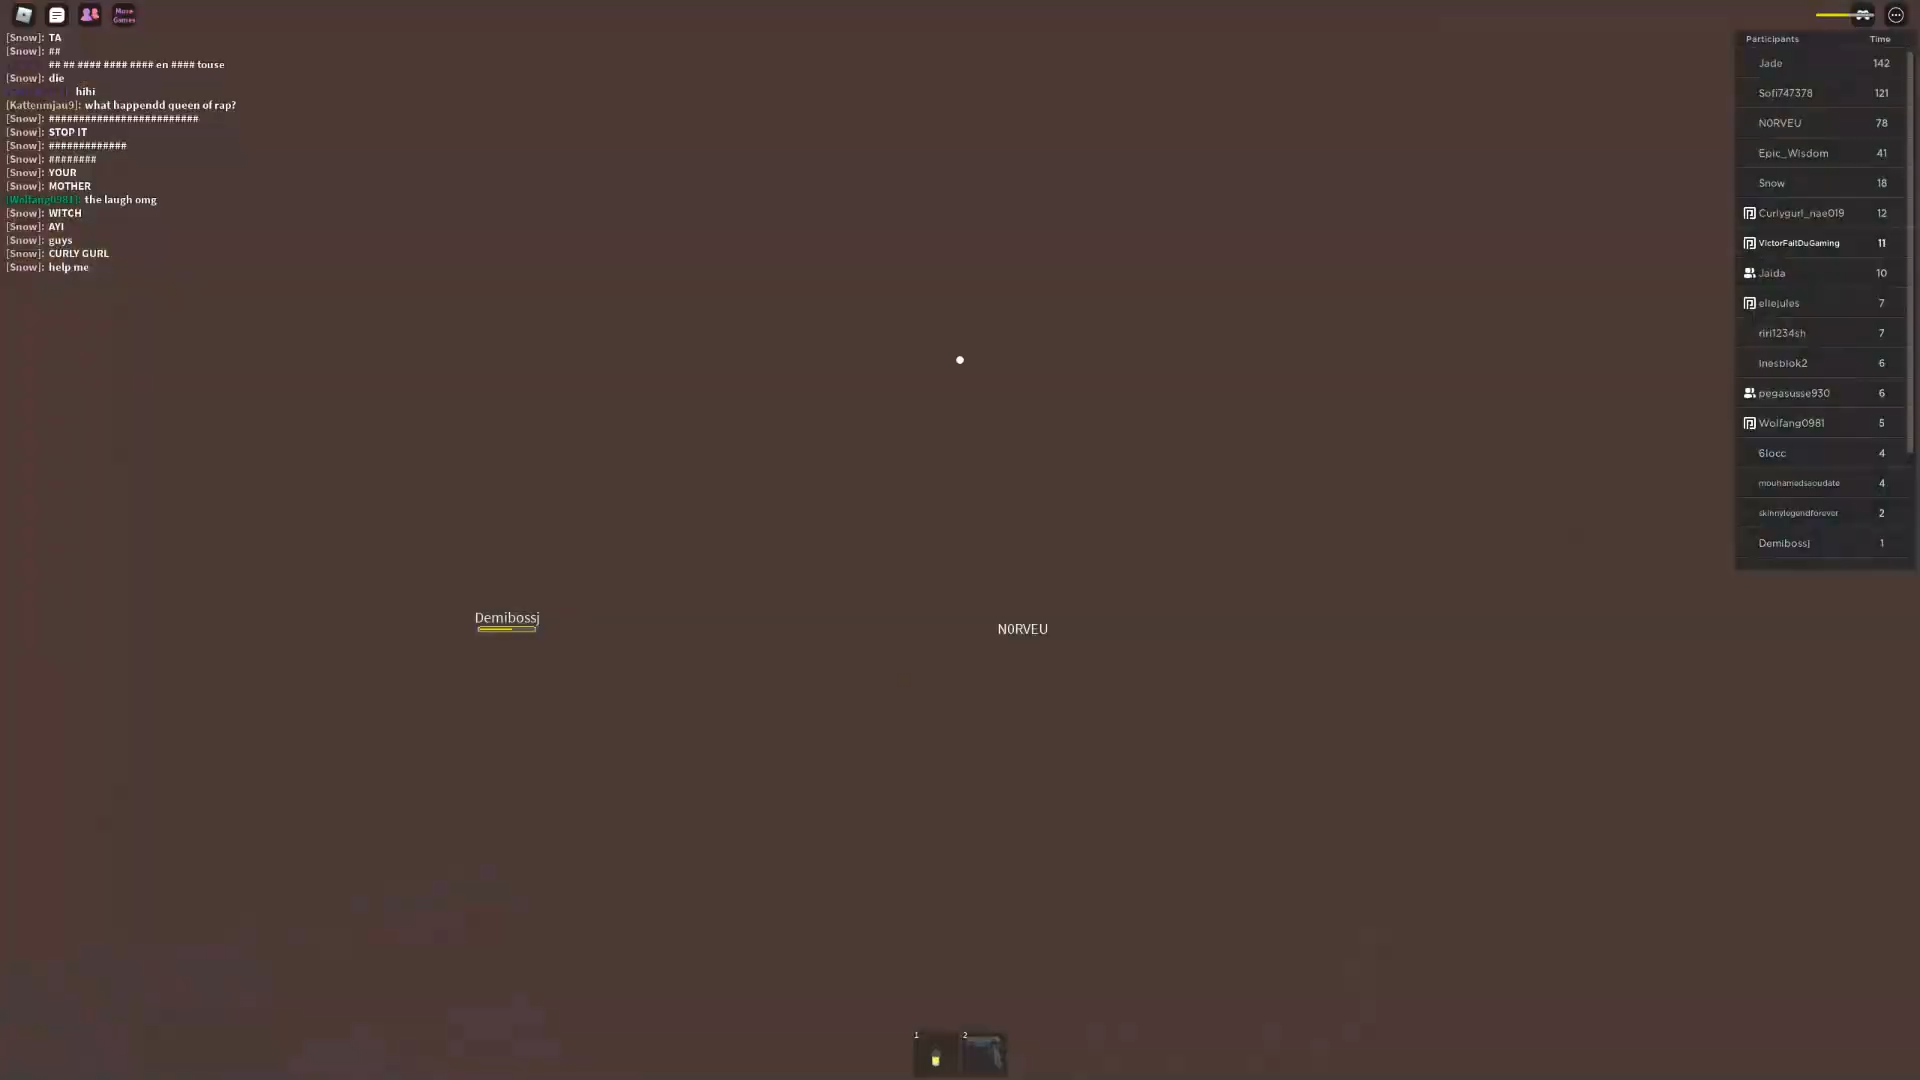 More
Games
[Snow]: TA
[Snow]: ##
## ## #### #### #### en #### touse
[Snow]: die
hihi
[Kattenmjau9]: what happendd queen of rap?
[Snow]: #########################
[Snow]: STOP IT
[Snow]: #############
[Snow]: ########
[Snow]: YOUR
[Snow]: MOTHER
[Wolfang0981]: the laugh omg
[Snow]: WITCH
[Snow]: AYI
[Snow]: guys
[Snow]: CURLY GURL
[Snow]: help me
Participants Time
Jade 142
Sofi747378 121
N0RVEU 78
Epic_Wisdom 41
Snow 18
Curlygurl_nae019 12
VictorFaitDuGaming 11
Jaida 10
ellejules 7
riri1234sh 7
inesblok2 6
pegasusse930 6
Wolfang0981 5
6locc 4
mouhamedsaoudate 4
skinnylegendforever 2
Demibossj 1
Demibossj
N0RVEU
1 2